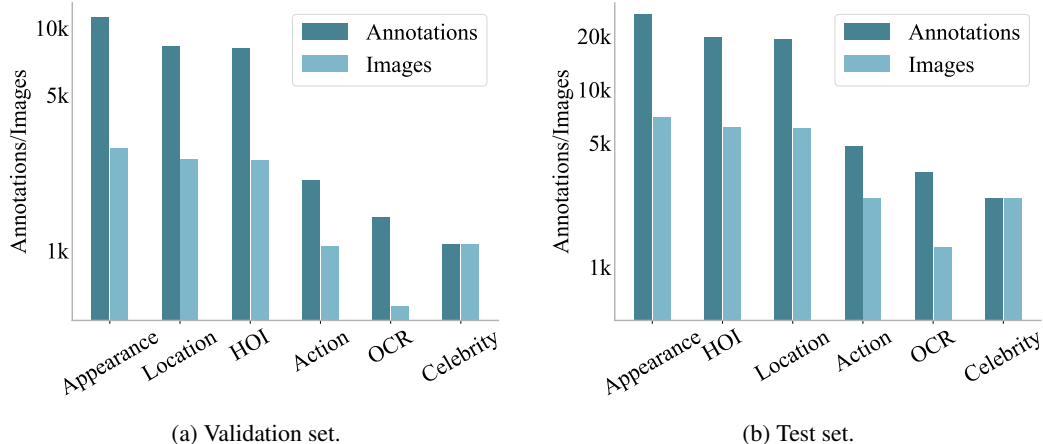 Annotations/Images
10k
5k
1k
Annotations
Images
Appearance
Location
HOI
Action
OCR
Celebrity
(a) Validation set.
Annotations/Images
20k
10k
5k
1k
Annotations
Images
Appearance
HOI
Location
Action
OCR
Celebrity
(b) Test set.